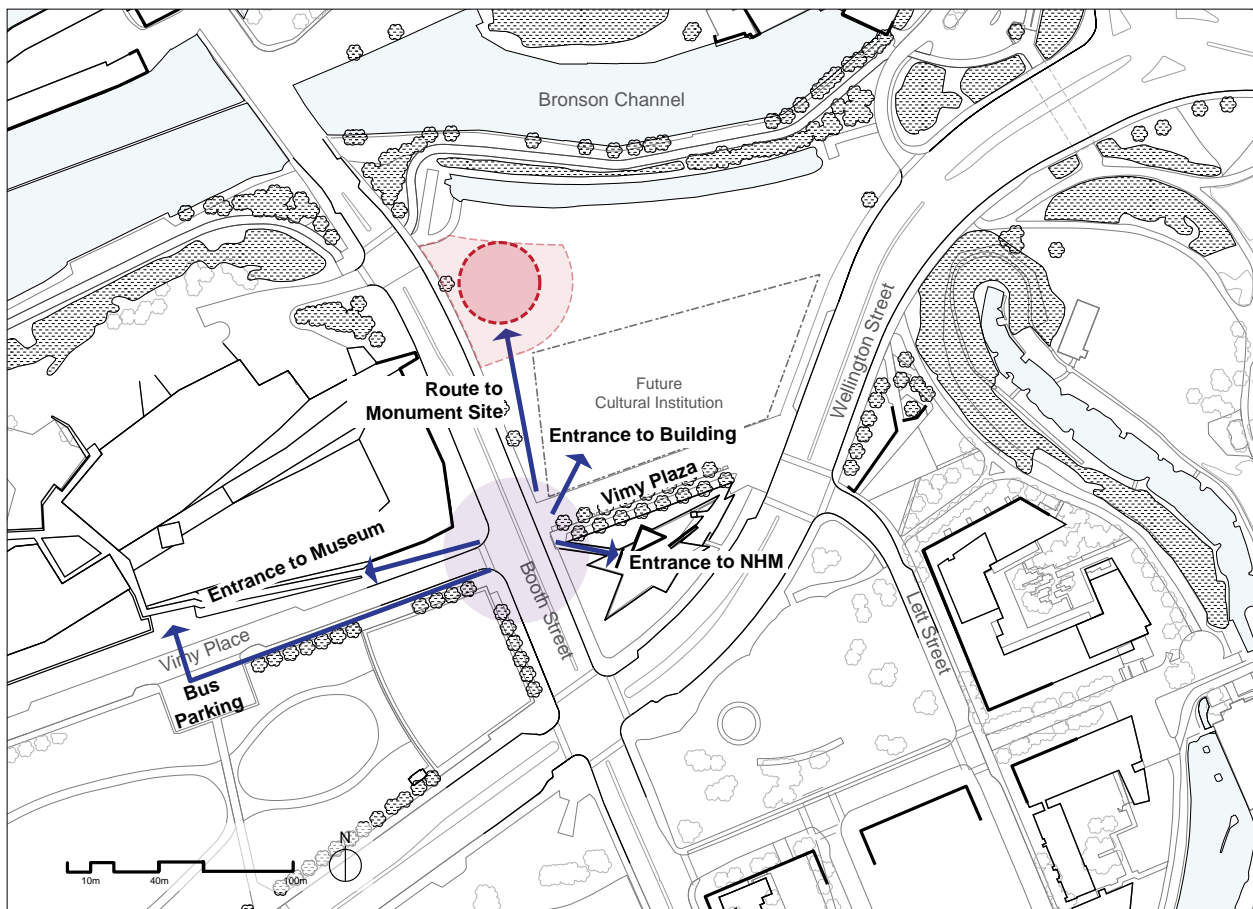 Bronson Channel
Wellington Street
Route to
Monument Site
Future
Cultural Institution
Entrance to Building
Vimy Plaza
Entrance to Museum
Entrance to NHM
Booth Street
Lett Street
Vimy Place
Bus
Parking
N
10m 40m 100m